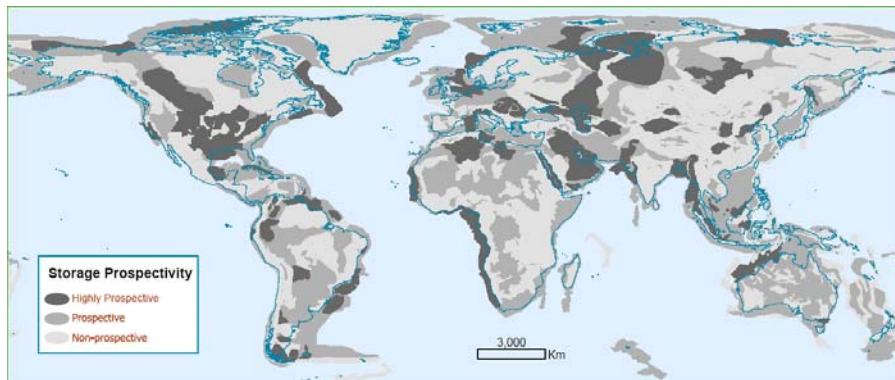 Storage Prospectivity
Highly Prospective
Prospective
Non-prospective
3,000
Km